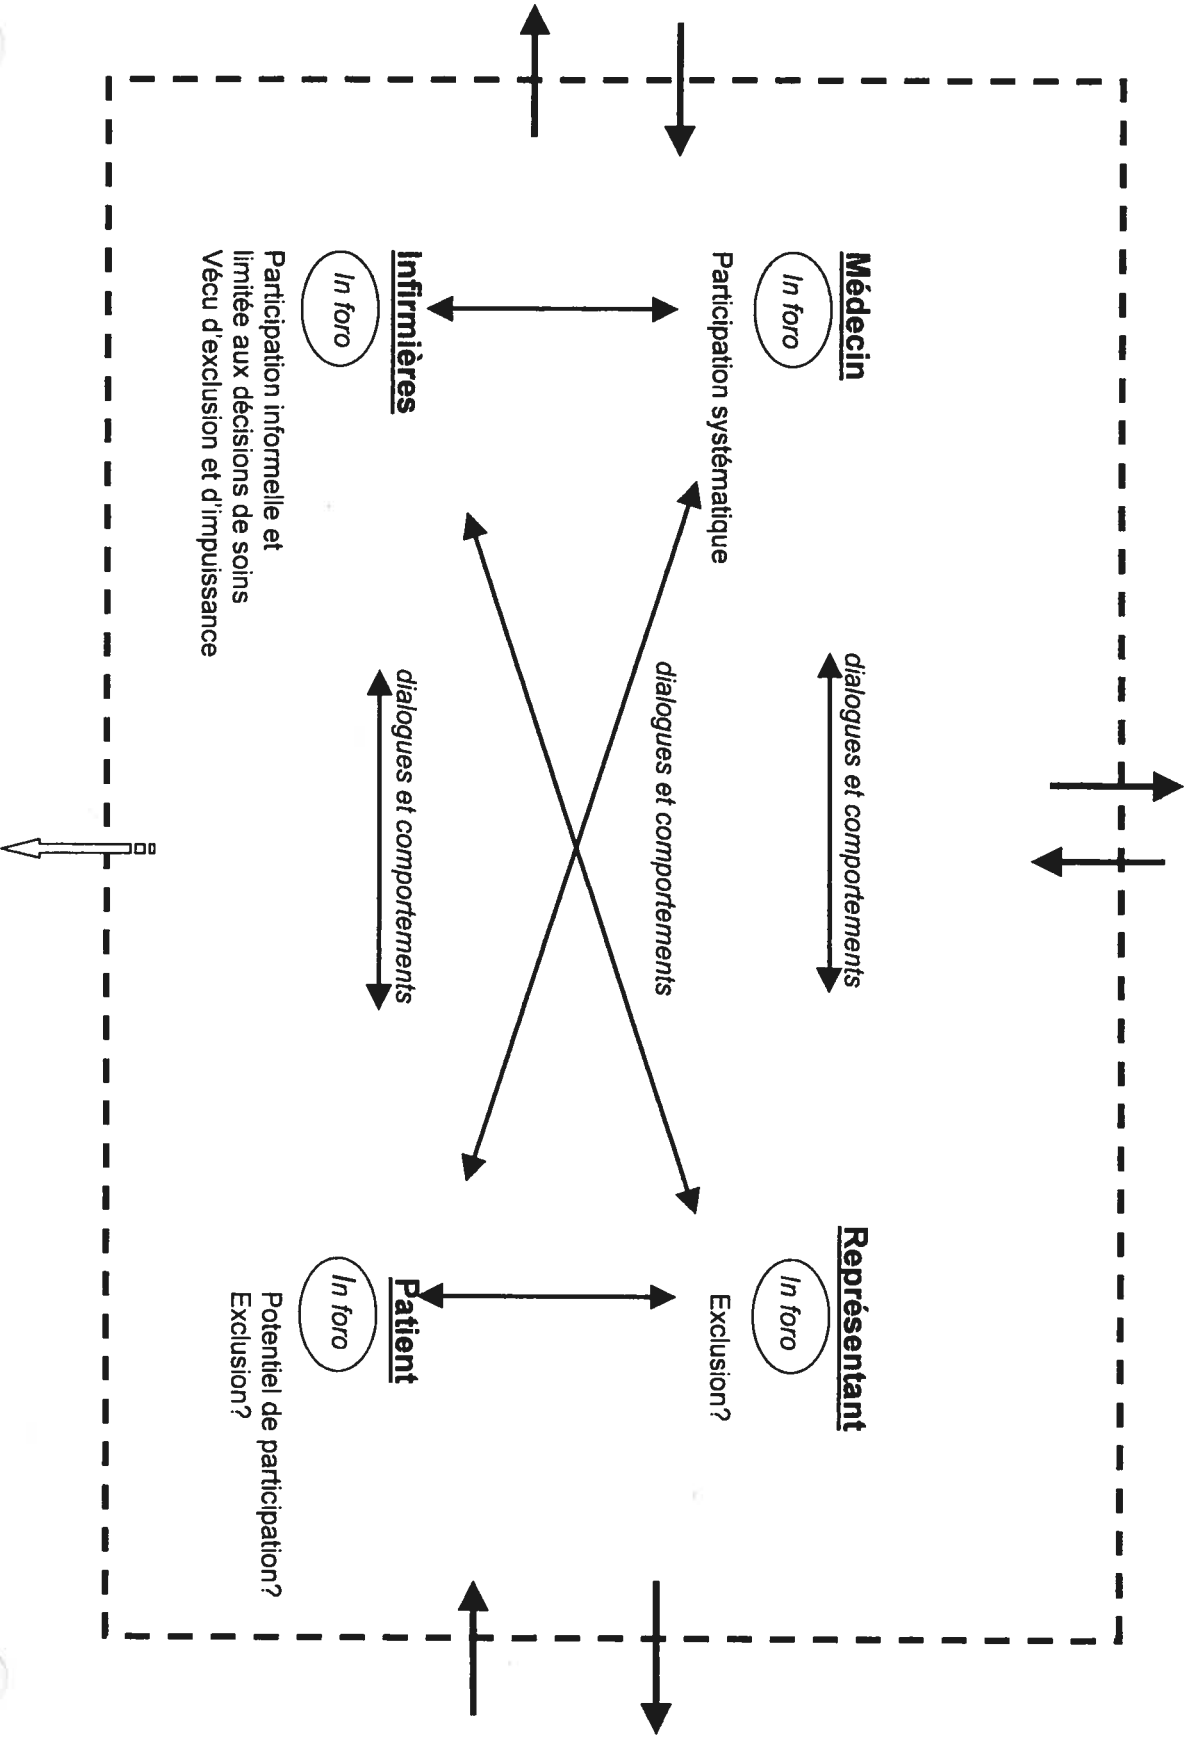 Médecin
In foro
Participation systématique
dialogues et comportements
Représentant
In foro
Exclusion?
dialogues et comportements
Infirmières
In foro
Participation informelle et
limitée aux décisions de soins
Vécu d'exclusion et d'impuissance
dialogues et comportements
Patient
In foro
Potentiel de participation?
Exclusion?